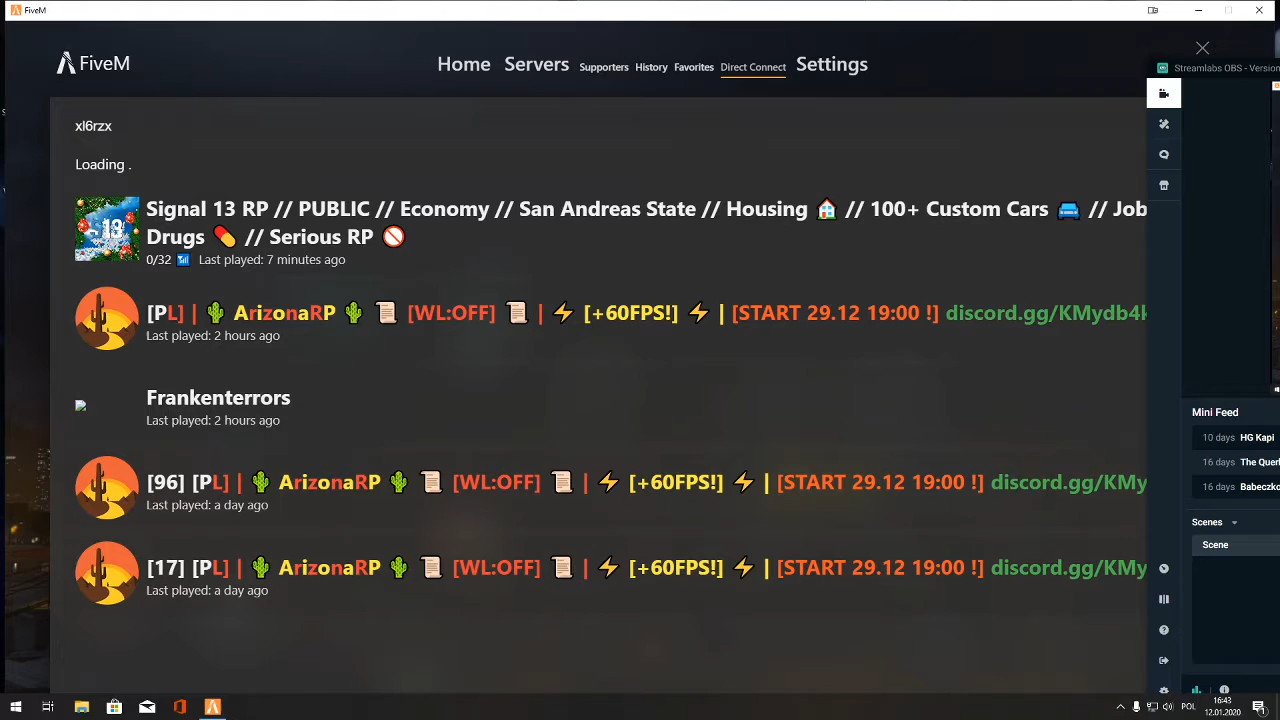 FiveM
FiveM
Home Servers Supporters History Favorites Direct Connect Settings
Streamlabs OBS - Version
xl6rzx
Loading .
Signal 13 RP // PUBLIC // Economy // San Andreas State // Housing 🏠 // 100+ Custom Cars 🚘 // Job
Drugs 💊 // Serious RP 🚫
0/32 📶 Last played: 7 minutes ago
[PL] | 🌵 ArizonaRP 🌵 📜 [WL:OFF] 📜 | ⚡ [+60FPS!] ⚡ | [START 29.12 19:00 !] discord.gg/KMydb4k
Last played: 2 hours ago
Frankenterrors
Last played: 2 hours ago
[96] [PL] | 🌵 ArizonaRP 🌵 📜 [WL:OFF] 📜 | ⚡ [+60FPS!] ⚡ | [START 29.12 19:00 !] discord.gg/KMy
Last played: a day ago
[17] [PL] | 🌵 ArizonaRP 🌵 📜 [WL:OFF] 📜 | ⚡ [+60FPS!] ⚡ | [START 29.12 19:00 !] discord.gg/KMy
Last played: a day ago
Mini Feed
10 days HG Kapi
16 days The Quer
16 days Babeczko
Scenes
Scene
POL
16:43
12.01.2020